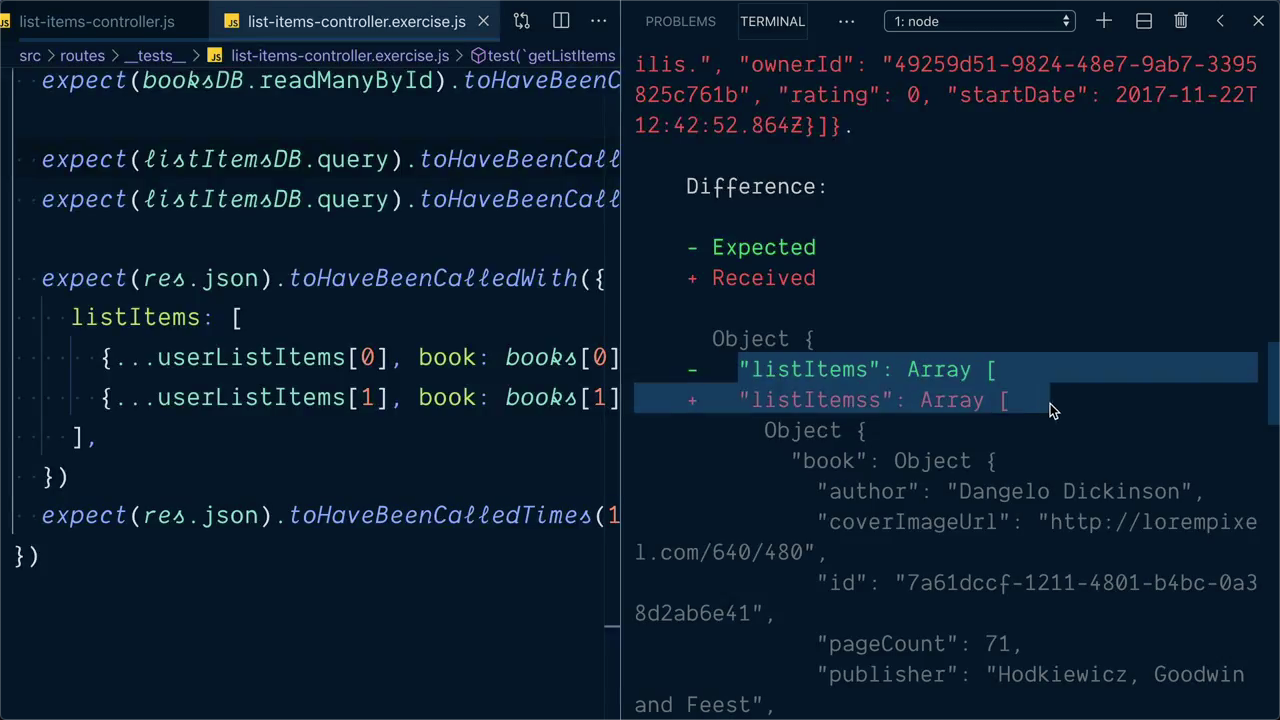 list-items-controller.js
list-items-controller.exercise.js
src › routes › __tests__ › list-items-controller.exercise.js › test(`getListItems
expect(booksDB.readManyById).toHaveBeenC
expect(listItemsDB.query).toHaveBeenCall
expect(listItemsDB.query).toHaveBeenCall
expect(res.json).toHaveBeenCalledWith({
listItems: [
{...userListItems[0], book: books[0]
{...userListItems[1], book: books[1]
],
})
expect(res.json).toHaveBeenCalledTimes(1
})
PROBLEMS TERMINAL ··· 1: node
ilis.", "ownerId": "49259d51-9824-48e7-9ab7-3395
825c761b", "rating": 0, "startDate": 2017-11-22T
12:42:52.864Z}]}.
Difference:
- Expected
+ Received
Object {
- "listItems": Array [
+ "listItemss": Array [
Object {
"book": Object {
"author": "Dangelo Dickinson",
"coverImageUrl": "http://lorempixe
l.com/640/480",
"id": "7a61dccf-1211-4801-b4bc-0a3
8d2ab6e41",
"pageCount": 71,
"publisher": "Hodkiewicz, Goodwin
and Feest",